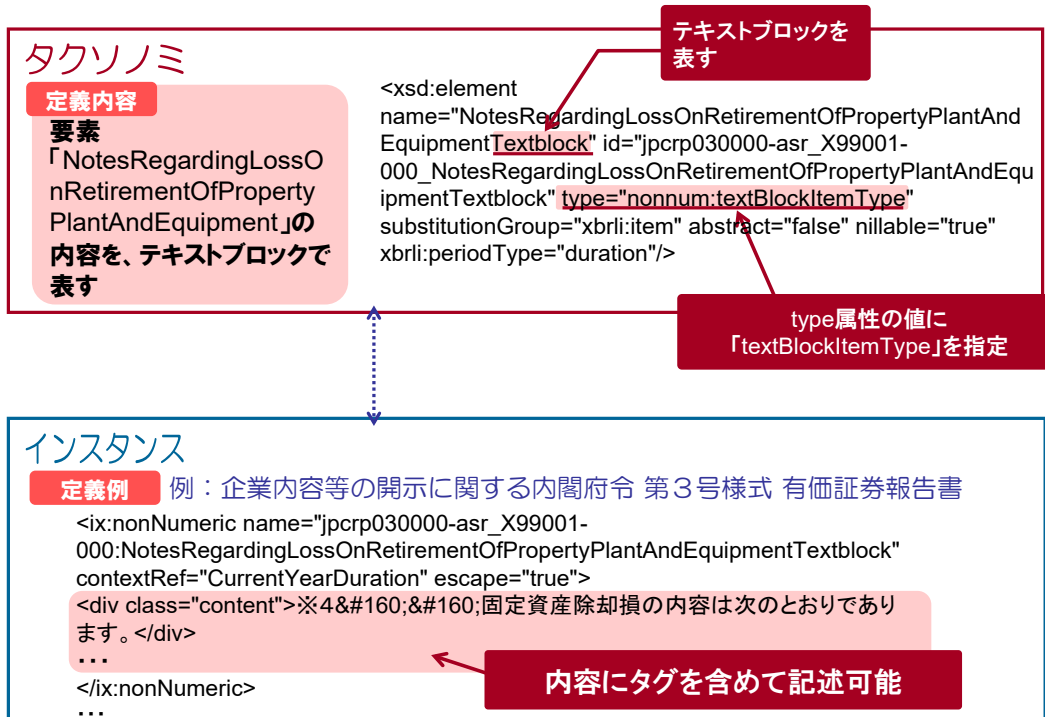 テキストブロックを
表す
タクソノミ
定義内容
要素
「NotesRegardingLossO
nRetirementOfProperty
PlantAndEquipment」の
内容を、テキストブロックで
表す
<xsd:element
name="NotesRegardingLossOnRetirementOfPropertyPlantAnd
EquipmentTextblock" id="jpcrp030000-asr_X99001-
000_NotesRegardingLossOnRetirementOfPropertyPlantAndEqu
ipmentTextblock" type="nonnum:textBlockItemType"
substitutionGroup="xbrli:item" abstract="false" nillable="true"
xbrli:periodType="duration"/>
type属性の値に
「textBlockItemType」を指定
インスタンス
定義例 例：企業内容等の開示に関する内閣府令 第３号様式 有価証券報告書
<ix:nonNumeric name="jpcrp030000-asr_X99001-
000:NotesRegardingLossOnRetirementOfPropertyPlantAndEquipmentTextblock"
contextRef="CurrentYearDuration" escape="true">
<div class="content">※４&#160;&#160;固定資産除却損の内容は次のとおりであり
ます。</div>
・・・
</ix:nonNumeric>
・・・
内容にタグを含めて記述可能